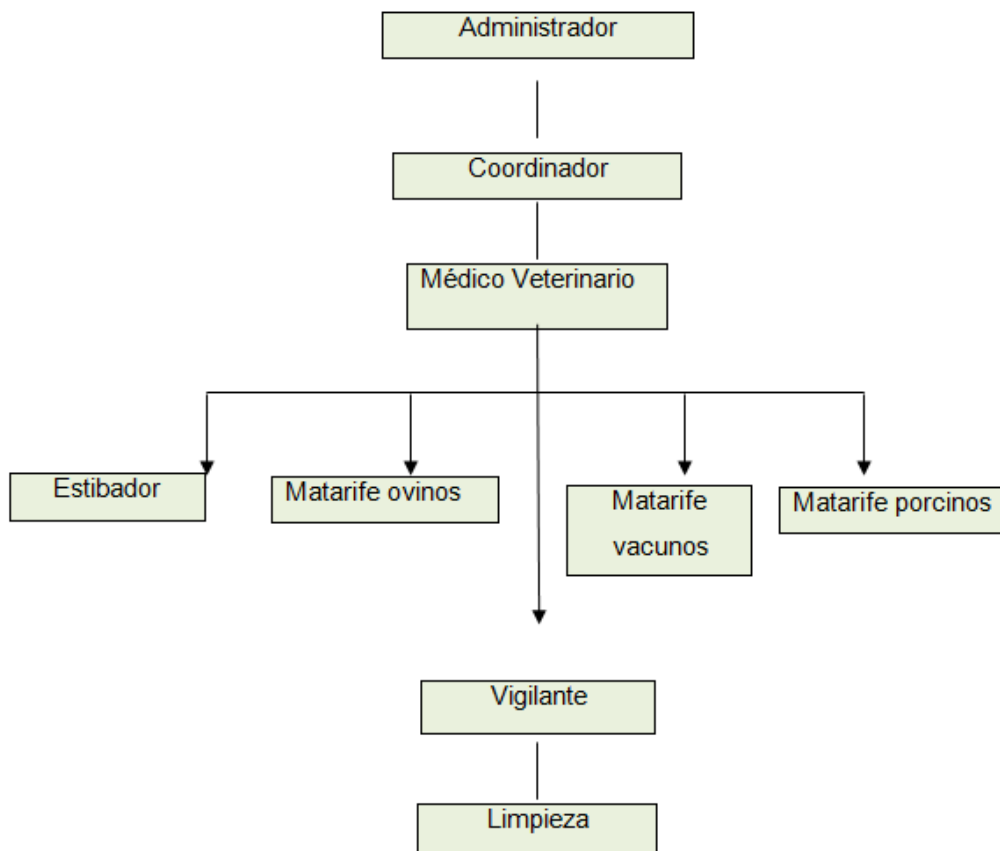 Administrador
Coordinador
Médico Veterinario
Estibador
Matarife ovinos
Matarife
vacunos
Matarife porcinos
Vigilante
Limpieza